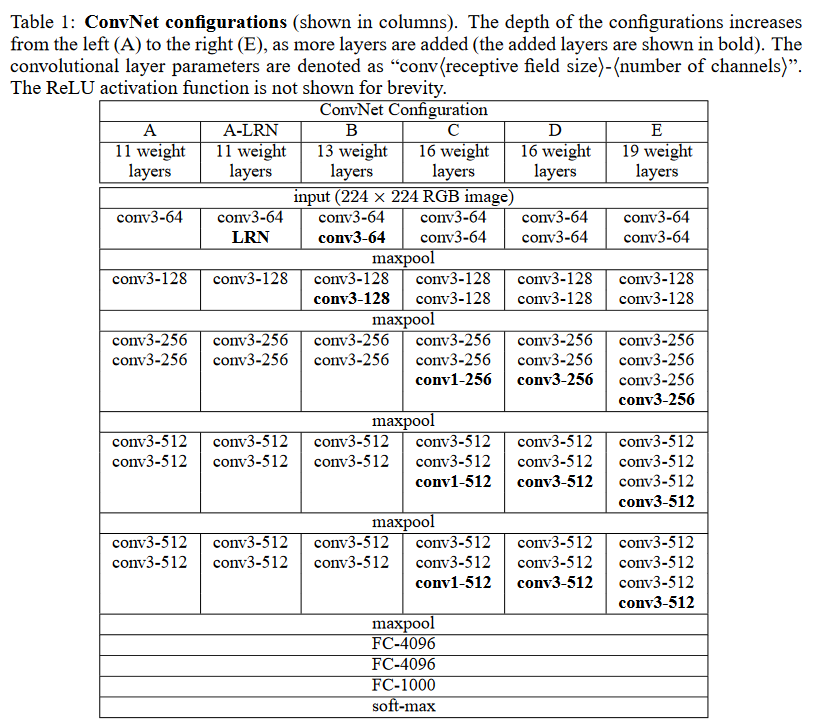 Table 1: ConvNet configurations (shown in columns). The depth of the configurations increases
from the left (A) to the right (E), as more layers are added (the added layers are shown in bold). The
convolutional layer parameters are denoted as “conv⟨receptive field size⟩-⟨number of channels⟩”.
The ReLU activation function is not shown for brevity.
ConvNet Configuration
A A-LRN B C D E
11 weight 11 weight 13 weight 16 weight 16 weight 19 weight
layers layers layers layers layers layers
input (224 × 224 RGB image)
conv3-64 conv3-64 conv3-64 conv3-64 conv3-64 conv3-64
LRN conv3-64 conv3-64 conv3-64 conv3-64
maxpool
conv3-128 conv3-128 conv3-128 conv3-128 conv3-128 conv3-128
conv3-128 conv3-128 conv3-128 conv3-128
maxpool
conv3-256 conv3-256 conv3-256 conv3-256 conv3-256 conv3-256
conv3-256 conv3-256 conv3-256 conv3-256 conv3-256 conv3-256
conv1-256 conv3-256 conv3-256
conv3-256
maxpool
conv3-512 conv3-512 conv3-512 conv3-512 conv3-512 conv3-512
conv3-512 conv3-512 conv3-512 conv3-512 conv3-512 conv3-512
conv1-512 conv3-512 conv3-512
conv3-512
maxpool
conv3-512 conv3-512 conv3-512 conv3-512 conv3-512 conv3-512
conv3-512 conv3-512 conv3-512 conv3-512 conv3-512 conv3-512
conv1-512 conv3-512 conv3-512
conv3-512
maxpool
FC-4096
FC-4096
FC-1000
soft-max